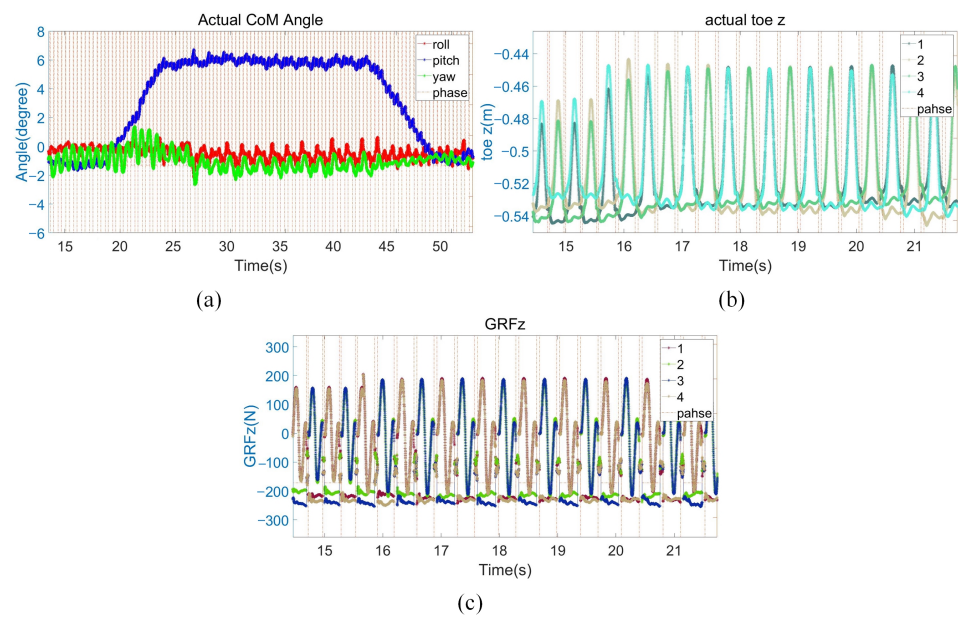 Actual CoM Angle
8
6
4
2
0
−2
−4
−6
Angle(degree)
roll
pitch
yaw
phase
15 20 25 30 35 40 45 50
Time(s)
(a)
actual toe z
−0.44
−0.46
−0.48
−0.5
−0.52
−0.54
toe z(m)
1
2
3
4
pahse
15 16 17 18 19 20 21
Time(s)
(b)
GRFz
300
200
100
0
−100
−200
−300
GRFz(N)
1
2
3
4
pahse
15 16 17 18 19 20 21
Time(s)
(c)